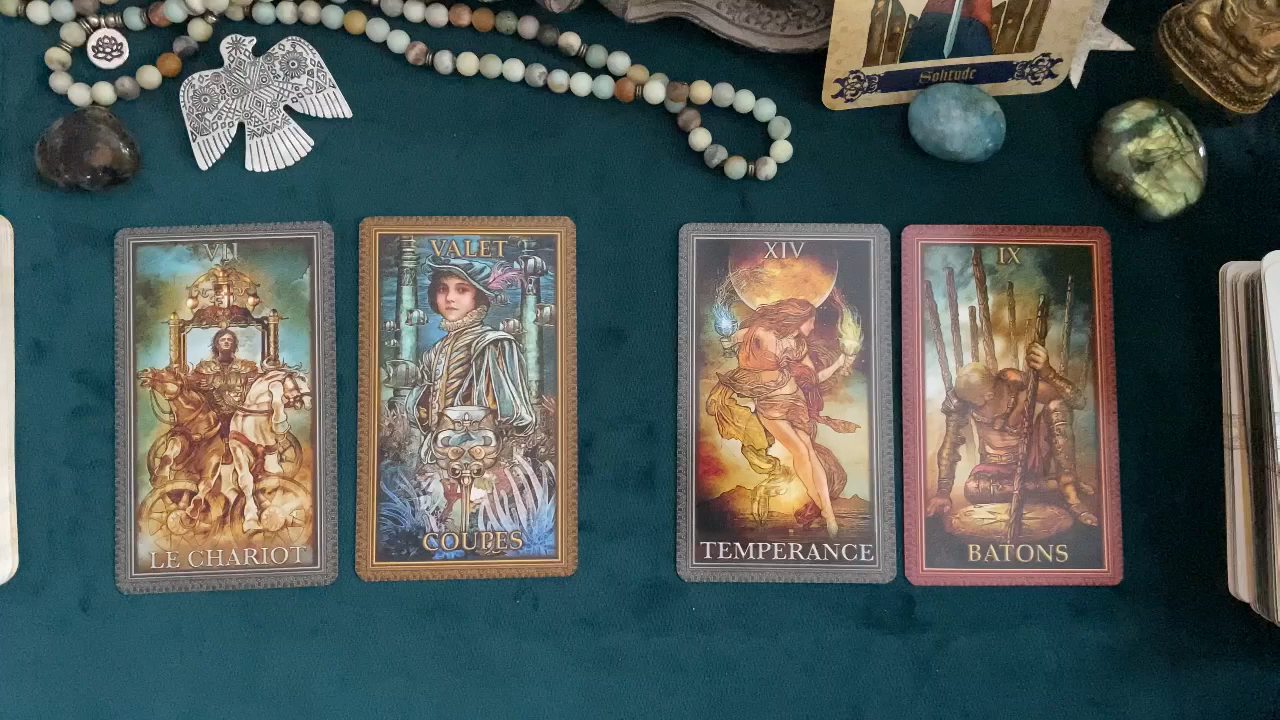 Solitude
VII
LE CHARIOT
VALET
COUPES
XIV
TEMPERANCE
IX
BATONS